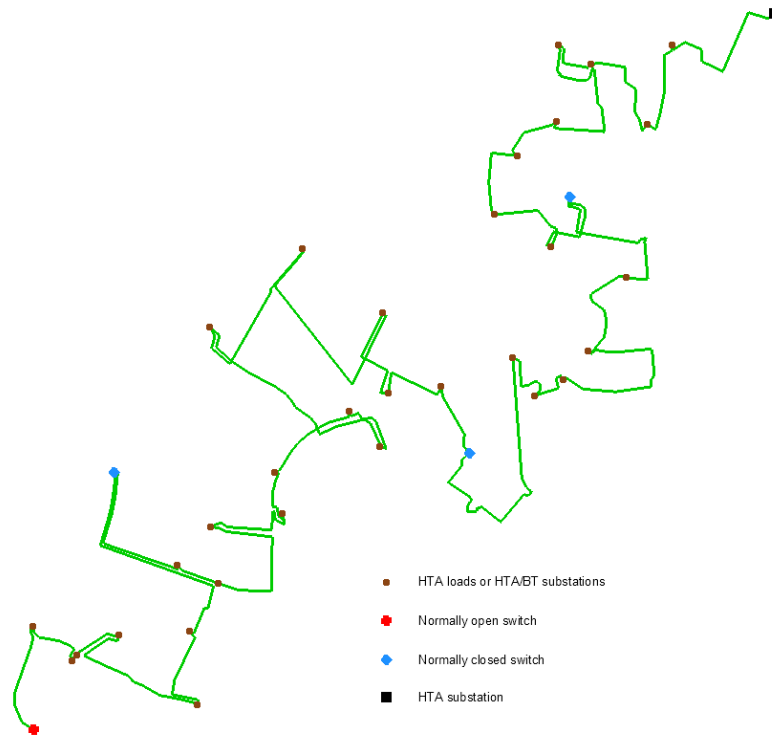 HTA loads or HTA/BT substations
Normally open switch
Normally closed switch
HTA substation